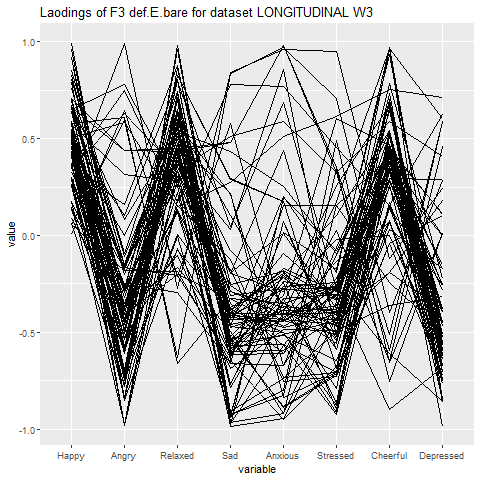 Laodings of F3 def.E.bare for dataset LONGITUDINAL W3
1.0
0.5
0.0
-0.5
-1.0
value
Happy Angry Relaxed Sad Anxious Stressed Cheerful Depressed
variable